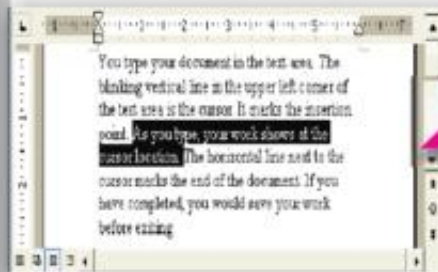 You type your document in the text area. The
blinking vertical line in the upper left corner of
the text area is the cursor. It marks the insertion
point. As you type, your work shows at the
cursor location. The horizontal line next to the
cursor marks the end of the document. If you
have completed, you would save your work
before exiting